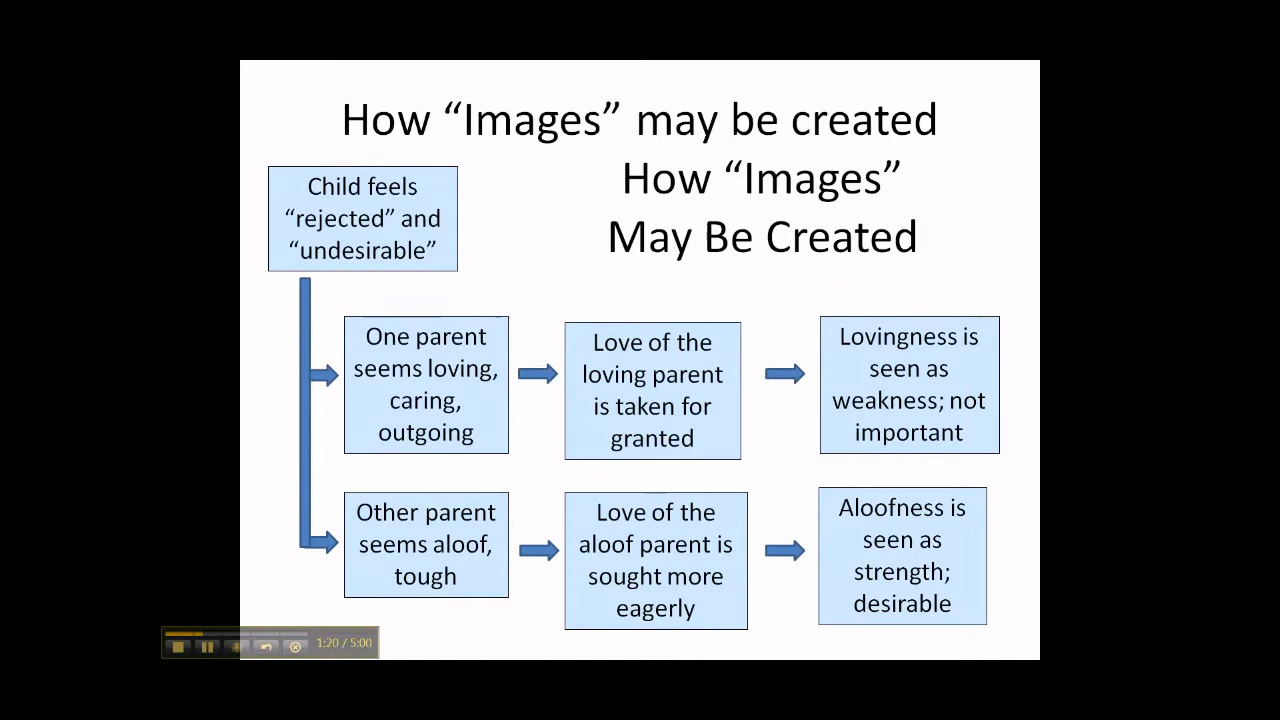 How “Images” may be created
How “Images”
May Be Created
Child feels
“rejected” and
“undesirable”
One parent
seems loving,
caring,
outgoing
Love of the
loving parent
is taken for
granted
Lovingness is
seen as
weakness; not
important
Other parent
seems aloof,
tough
Love of the
aloof parent is
sought more
eagerly
Aloofness is
seen as
strength;
desirable
1:20 / 5:00